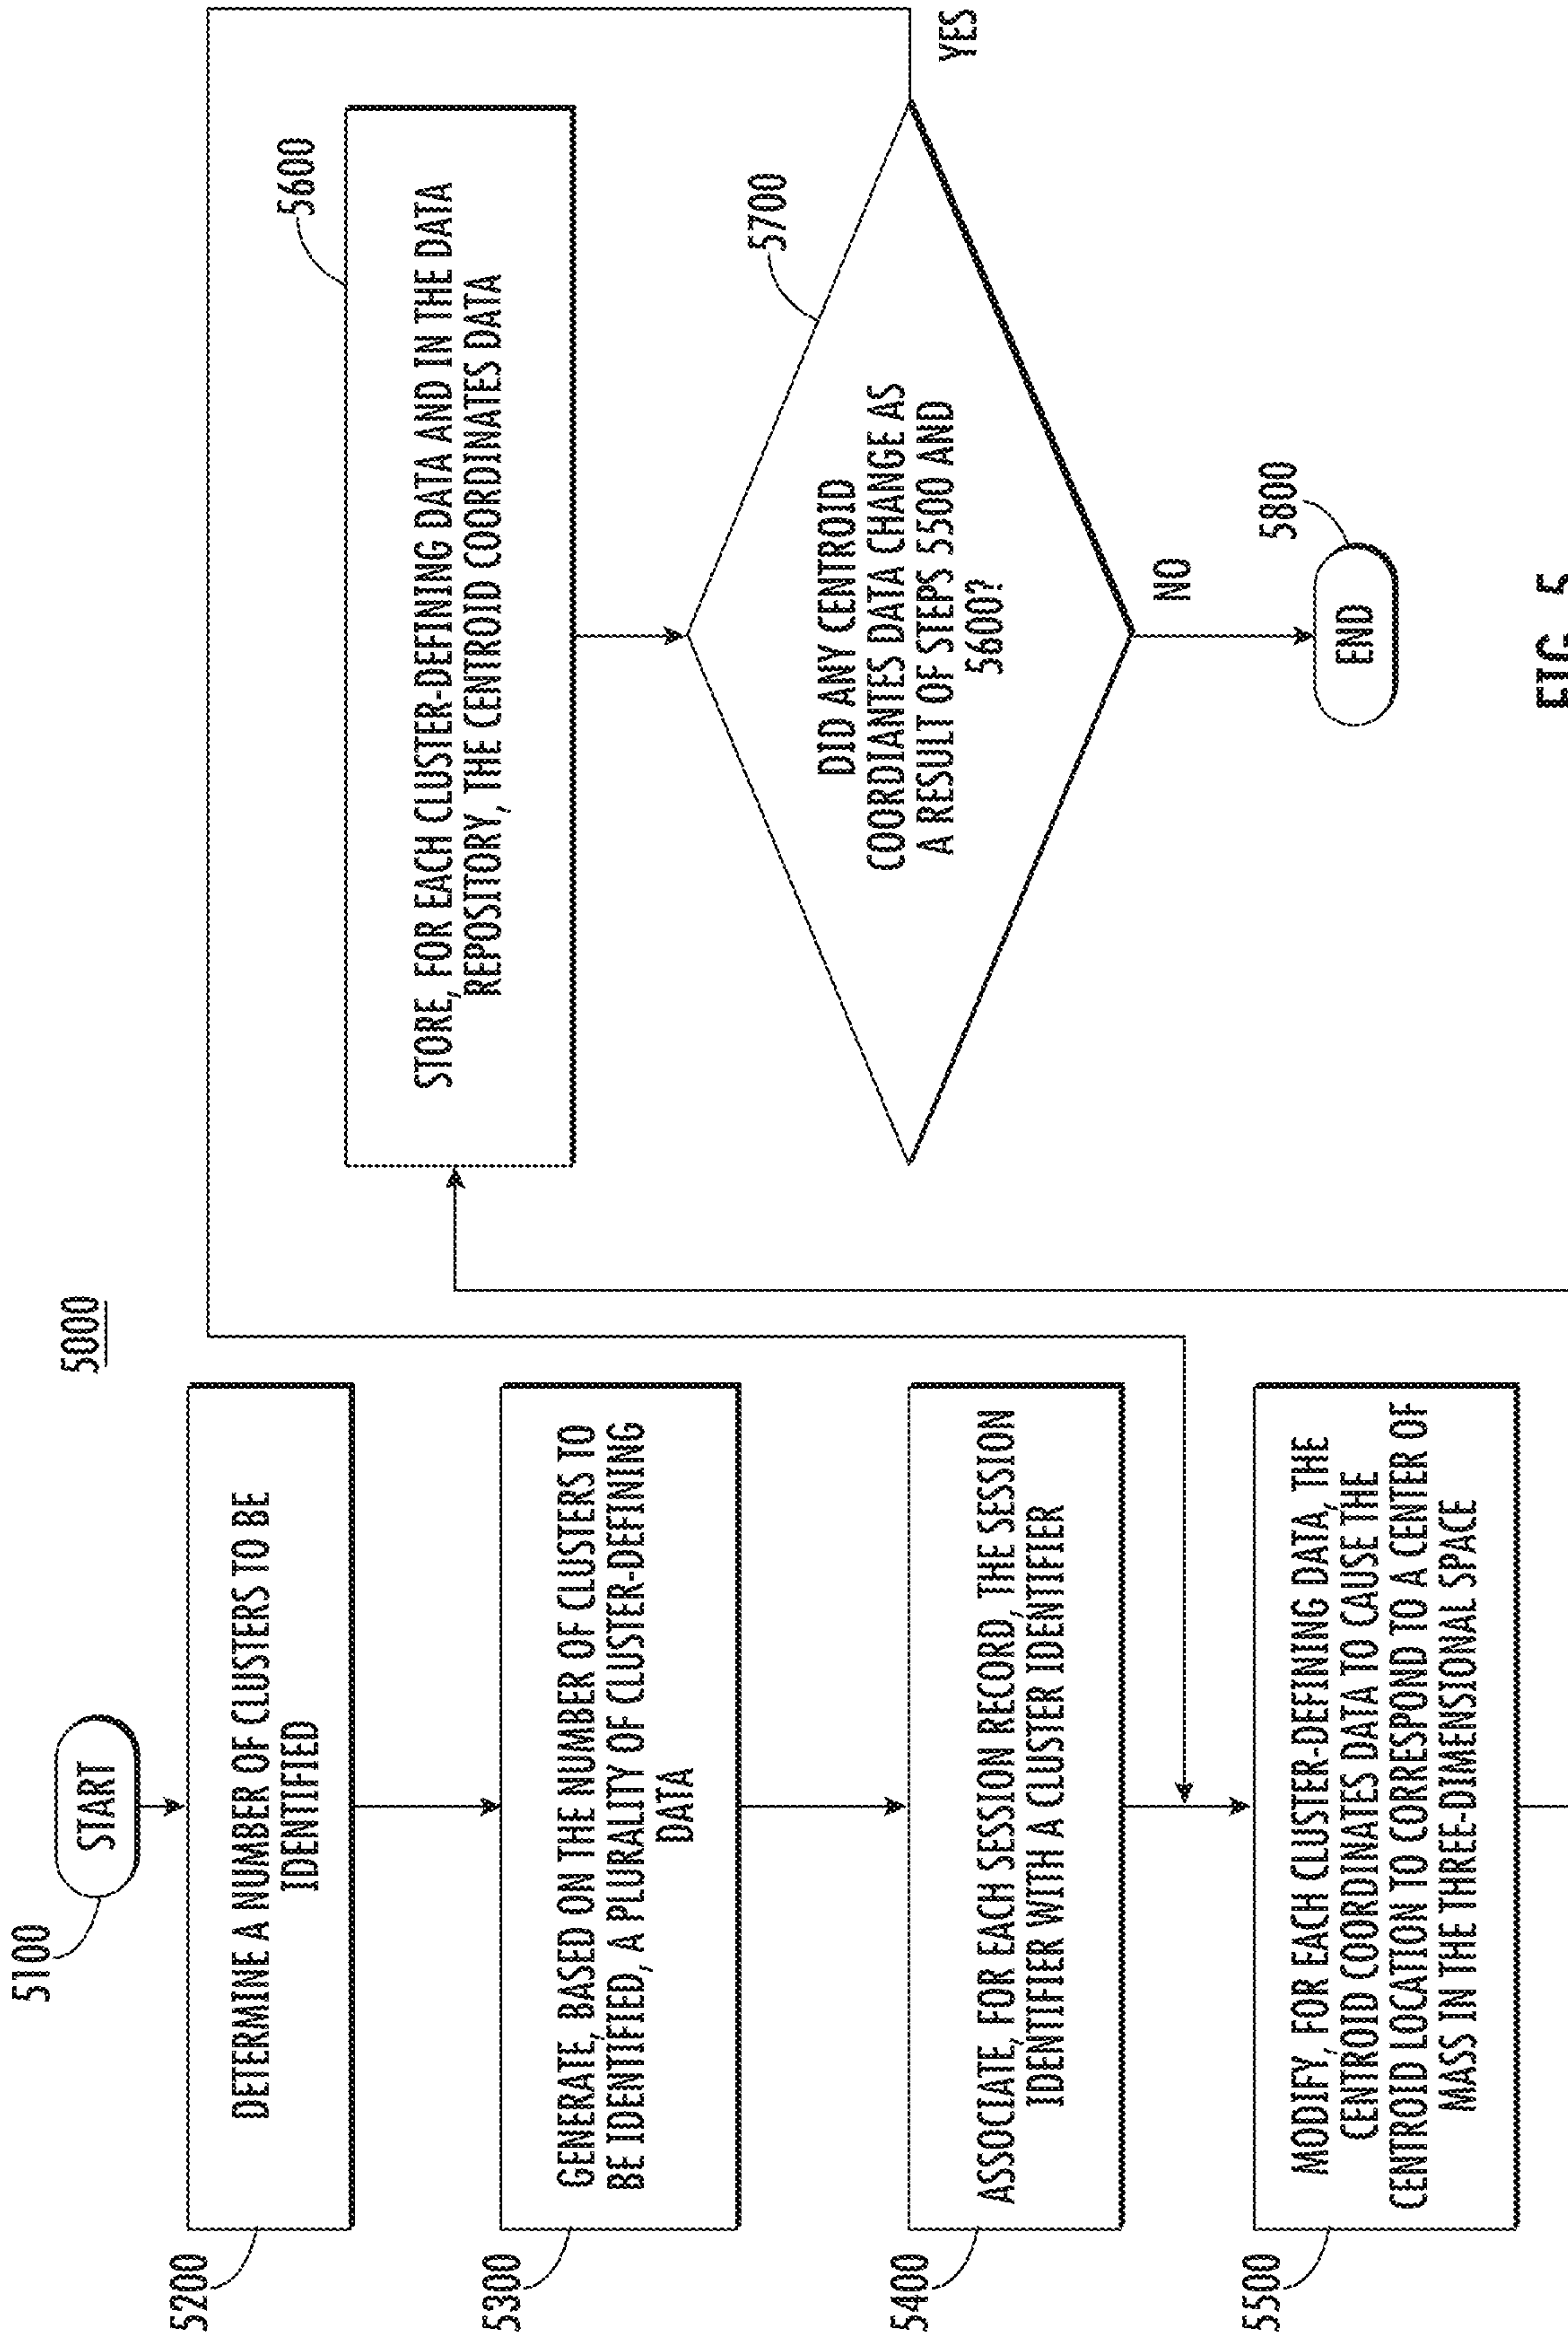 5000
5100
START
5200
DETERMINE A NUMBER OF CLUSTERS TO BE
IDENTIFIED
5300
GENERATE, BASED ON THE NUMBER OF CLUSTERS TO
BE IDENTIFIED, A PLURALITY OF CLUSTER-DEFINING
DATA
5400
ASSOCIATE, FOR EACH SESSION RECORD, THE SESSION
IDENTIFIER WITH A CLUSTER IDENTIFIER
5500
MODIFY, FOR EACH CLUSTER-DEFINING DATA, THE
CENTROID COORDINATES DATA TO CAUSE THE
CENTROID LOCATION TO CORRESPOND TO A CENTER OF
MASS IN THE THREE-DIMENSIONAL SPACE
5600
STORE, FOR EACH CLUSTER-DEFINING DATA AND IN THE DATA
REPOSITORY, THE CENTROID COORDINATES DATA
5700
DID ANY CENTROID
COORDIANTES DATA CHANGE AS
A RESULT OF STEPS 5500 AND
5600?
YES
NO
5800
END
FIG. 5